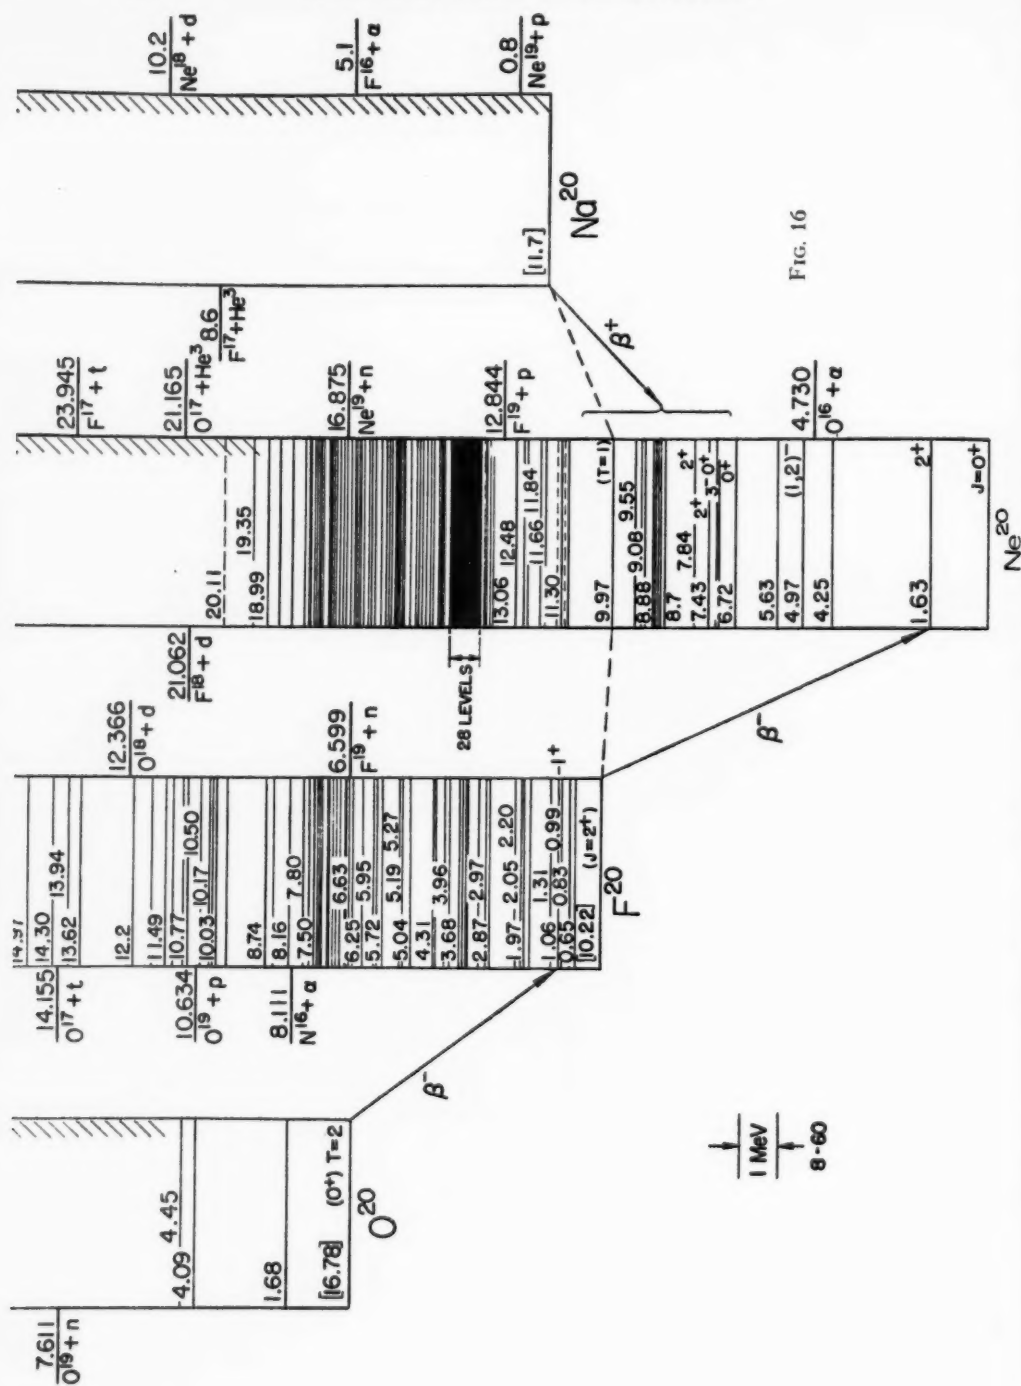 7.611
O¹⁹+n
4.09 4.45
1.68
[16.78] (0⁺) T=2
O²⁰
β⁻
14.155
O¹⁷+t
10.634
O¹⁹+p
8.111
N¹⁶+α
14.97
14.30 13.94
13.62
12.2
11.49
10.77 10.50
10.03 10.17
8.74
8.16 7.80
7.50
6.25 6.63
5.72 5.95
5.04 5.19 5.27
4.31
3.68 3.96
2.87 2.97
1.97 2.05 2.20
1.31
1.06
0.65 0.83 0.99 1⁺
[10.22] (J=2⁺)
F²⁰
12.366
O¹⁸+d
6.599
F¹⁹+n
β⁻
28 LEVELS
21.062
F¹⁸+d
20.11
18.99 19.35
13.06 12.48
11.66 11.84
11.30
9.97 (T=1)
8.88 9.08 9.55
8.7
7.43 7.84 2⁺ 2⁺
6.72 3⁻ 0⁺
0⁺
5.63
4.97 (1,2)⁻
4.25
1.63 2⁺
J=0⁺
Ne²⁰
23.945
F¹⁷+t
21.165
O¹⁷+He³
16.875
Ne¹⁹+n
12.844
F¹⁹+p
4.730
O¹⁶+α
β⁺
8.6
F¹⁷+He³
[11.7]
Na²⁰
10.2
Ne¹⁸+d
5.1
F¹⁶+α
0.8
Ne¹⁹+p
1 MeV
8-60
FIG. 16